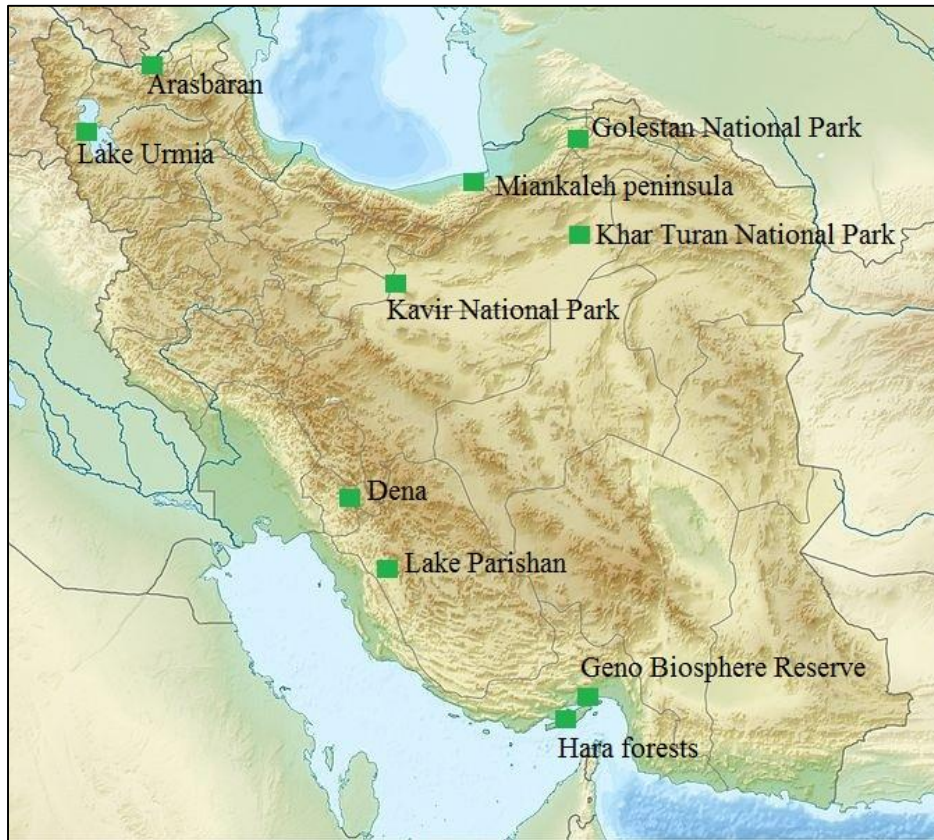 Arasbaran
Golestan National Park
Lake Urmia
Miankaleh peninsula
Khar Turan National Park
Kavir National Park
Dena
Lake Parishan
Geno Biosphere Reserve
Hara forests